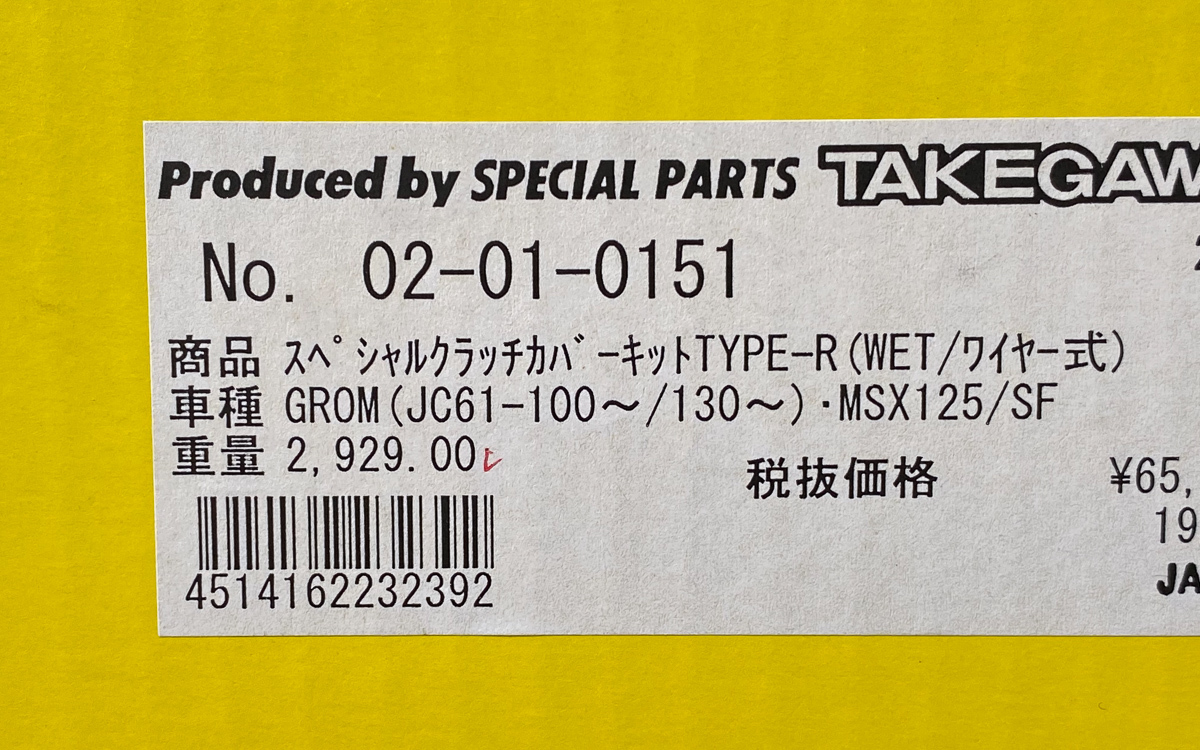 Produced by SPECIAL PARTS TAKEGAW
No. 02-01-0151
商品 ｽﾍﾟｼｬﾙｸﾗｯﾁｶﾊﾞｰｷｯﾄTYPE-R(WET/ﾜｲﾔｰ式)
車種 GROM(JC61-100～/130～)･MSX125/SF
重量 2,929.00
税抜価格 ¥65,
19
4514162232392
JA